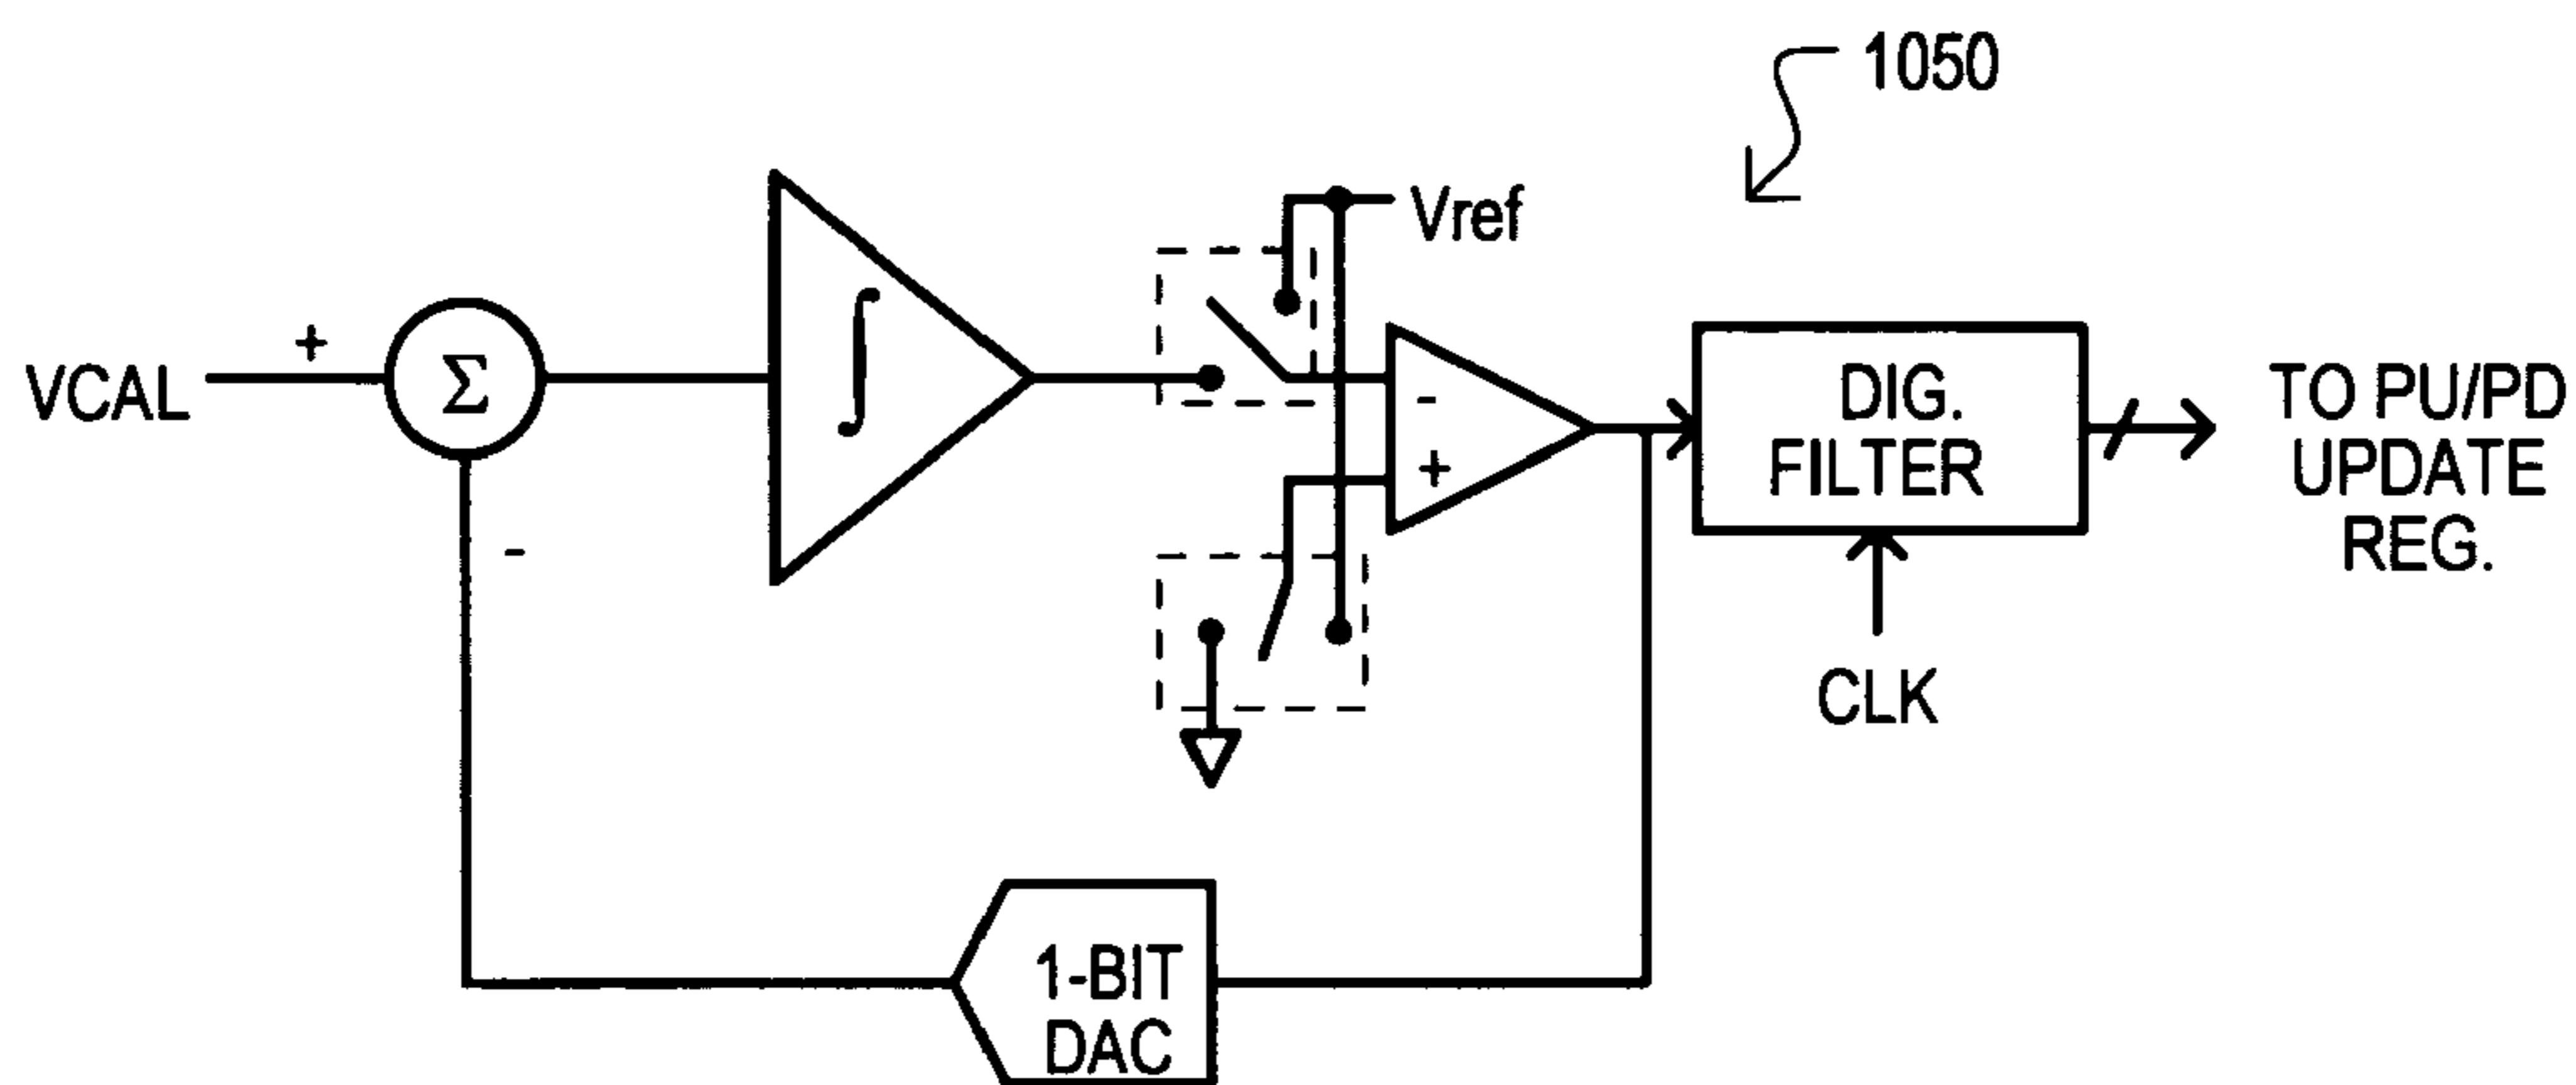 1050
Vref
VCAL
+
-
Σ
∫
-
+
DIG.
FILTER
CLK
TO PU/PD
UPDATE
REG.
1-BIT
DAC